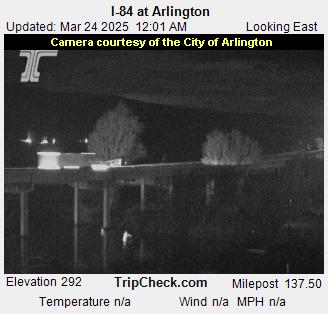 I-84 at Arlington
Updated: Mar 24 2025 12:01 AM Looking East
Camera courtesy of the City of Arlington
Elevation 292 TripCheck.com Milepost 137.50
Temperature n/a Wind n/a MPH n/a